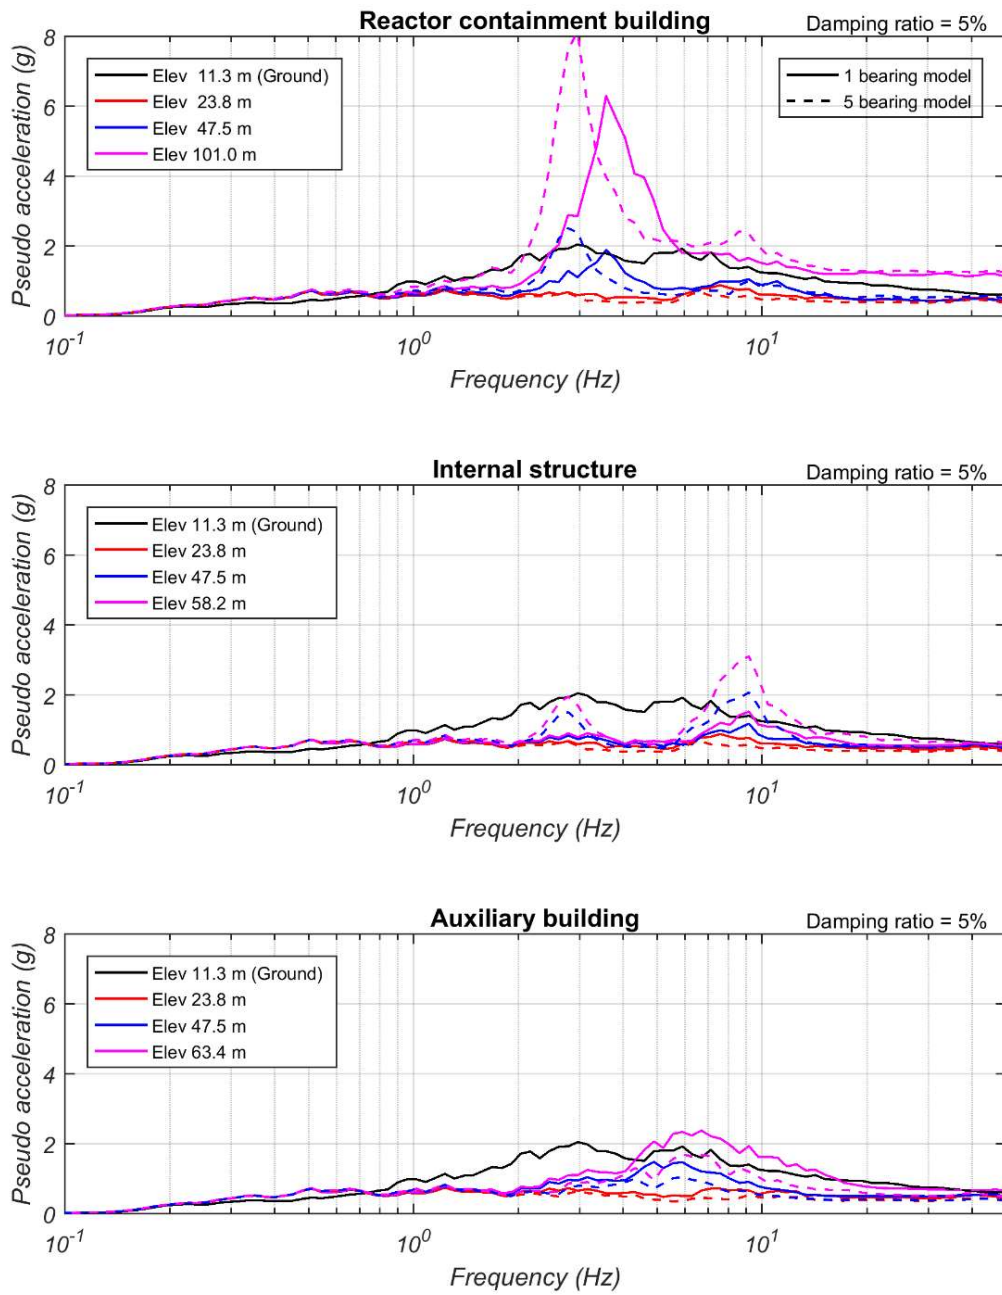 Reactor containment building
Damping ratio = 5%
Pseudo acceleration (g)
8
6
4
2
0
Elev 11.3 m (Ground)
Elev 23.8 m
Elev 47.5 m
Elev 101.0 m
1 bearing model
5 bearing model
10^-1
10^0
10^1
Frequency (Hz)
Internal structure
Damping ratio = 5%
Pseudo acceleration (g)
8
6
4
2
0
Elev 11.3 m (Ground)
Elev 23.8 m
Elev 47.5 m
Elev 58.2 m
10^-1
10^0
10^1
Frequency (Hz)
Auxiliary building
Damping ratio = 5%
Pseudo acceleration (g)
8
6
4
2
0
Elev 11.3 m (Ground)
Elev 23.8 m
Elev 47.5 m
Elev 63.4 m
10^-1
10^0
10^1
Frequency (Hz)